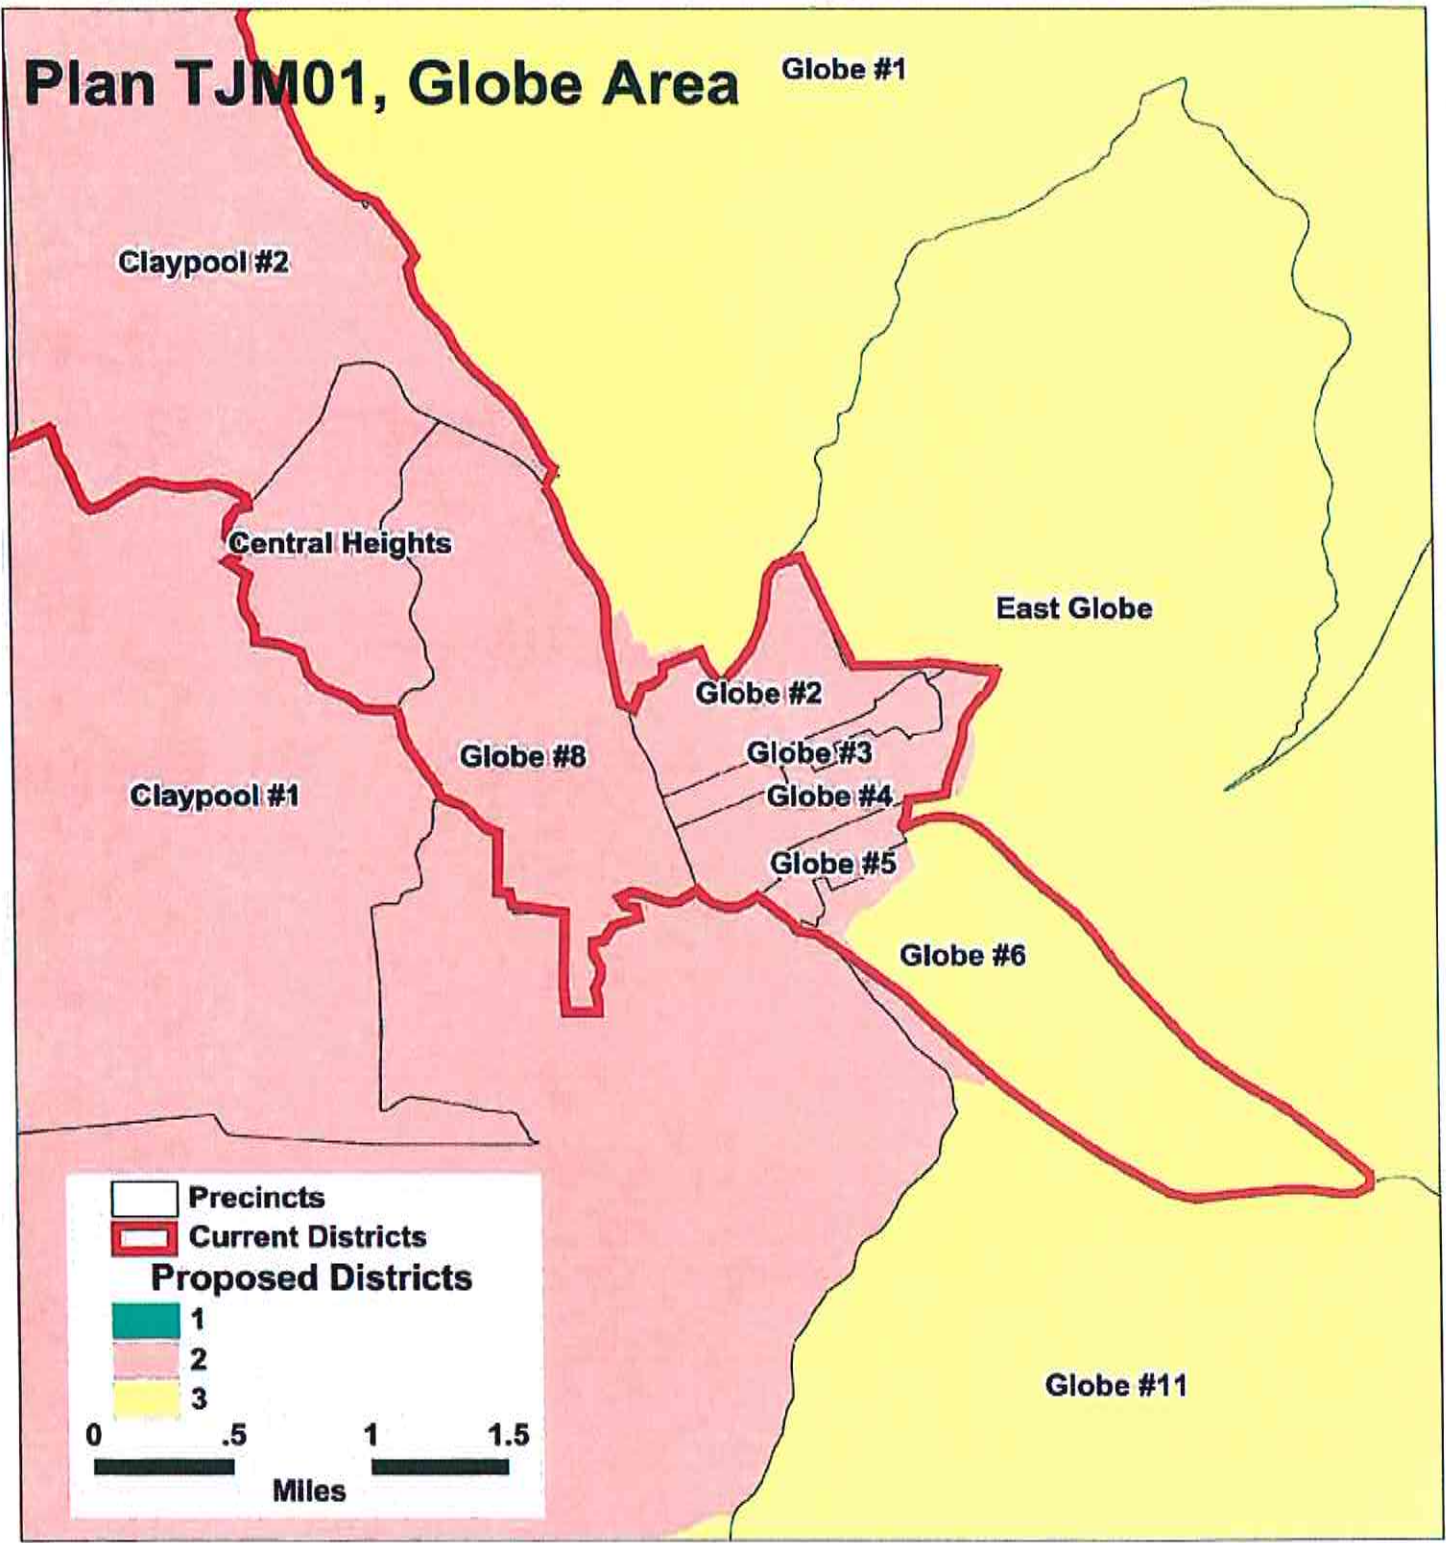 Plan TJM01, Globe Area
Globe #1
Claypool #2
Central Heights
East Globe
Globe #2
Globe #8
Globe #3
Claypool #1
Globe #4
Globe #5
Globe #6
Globe #11
Precincts
Current Districts
Proposed Districts
1
2
3
0 .5 1 1.5
Miles